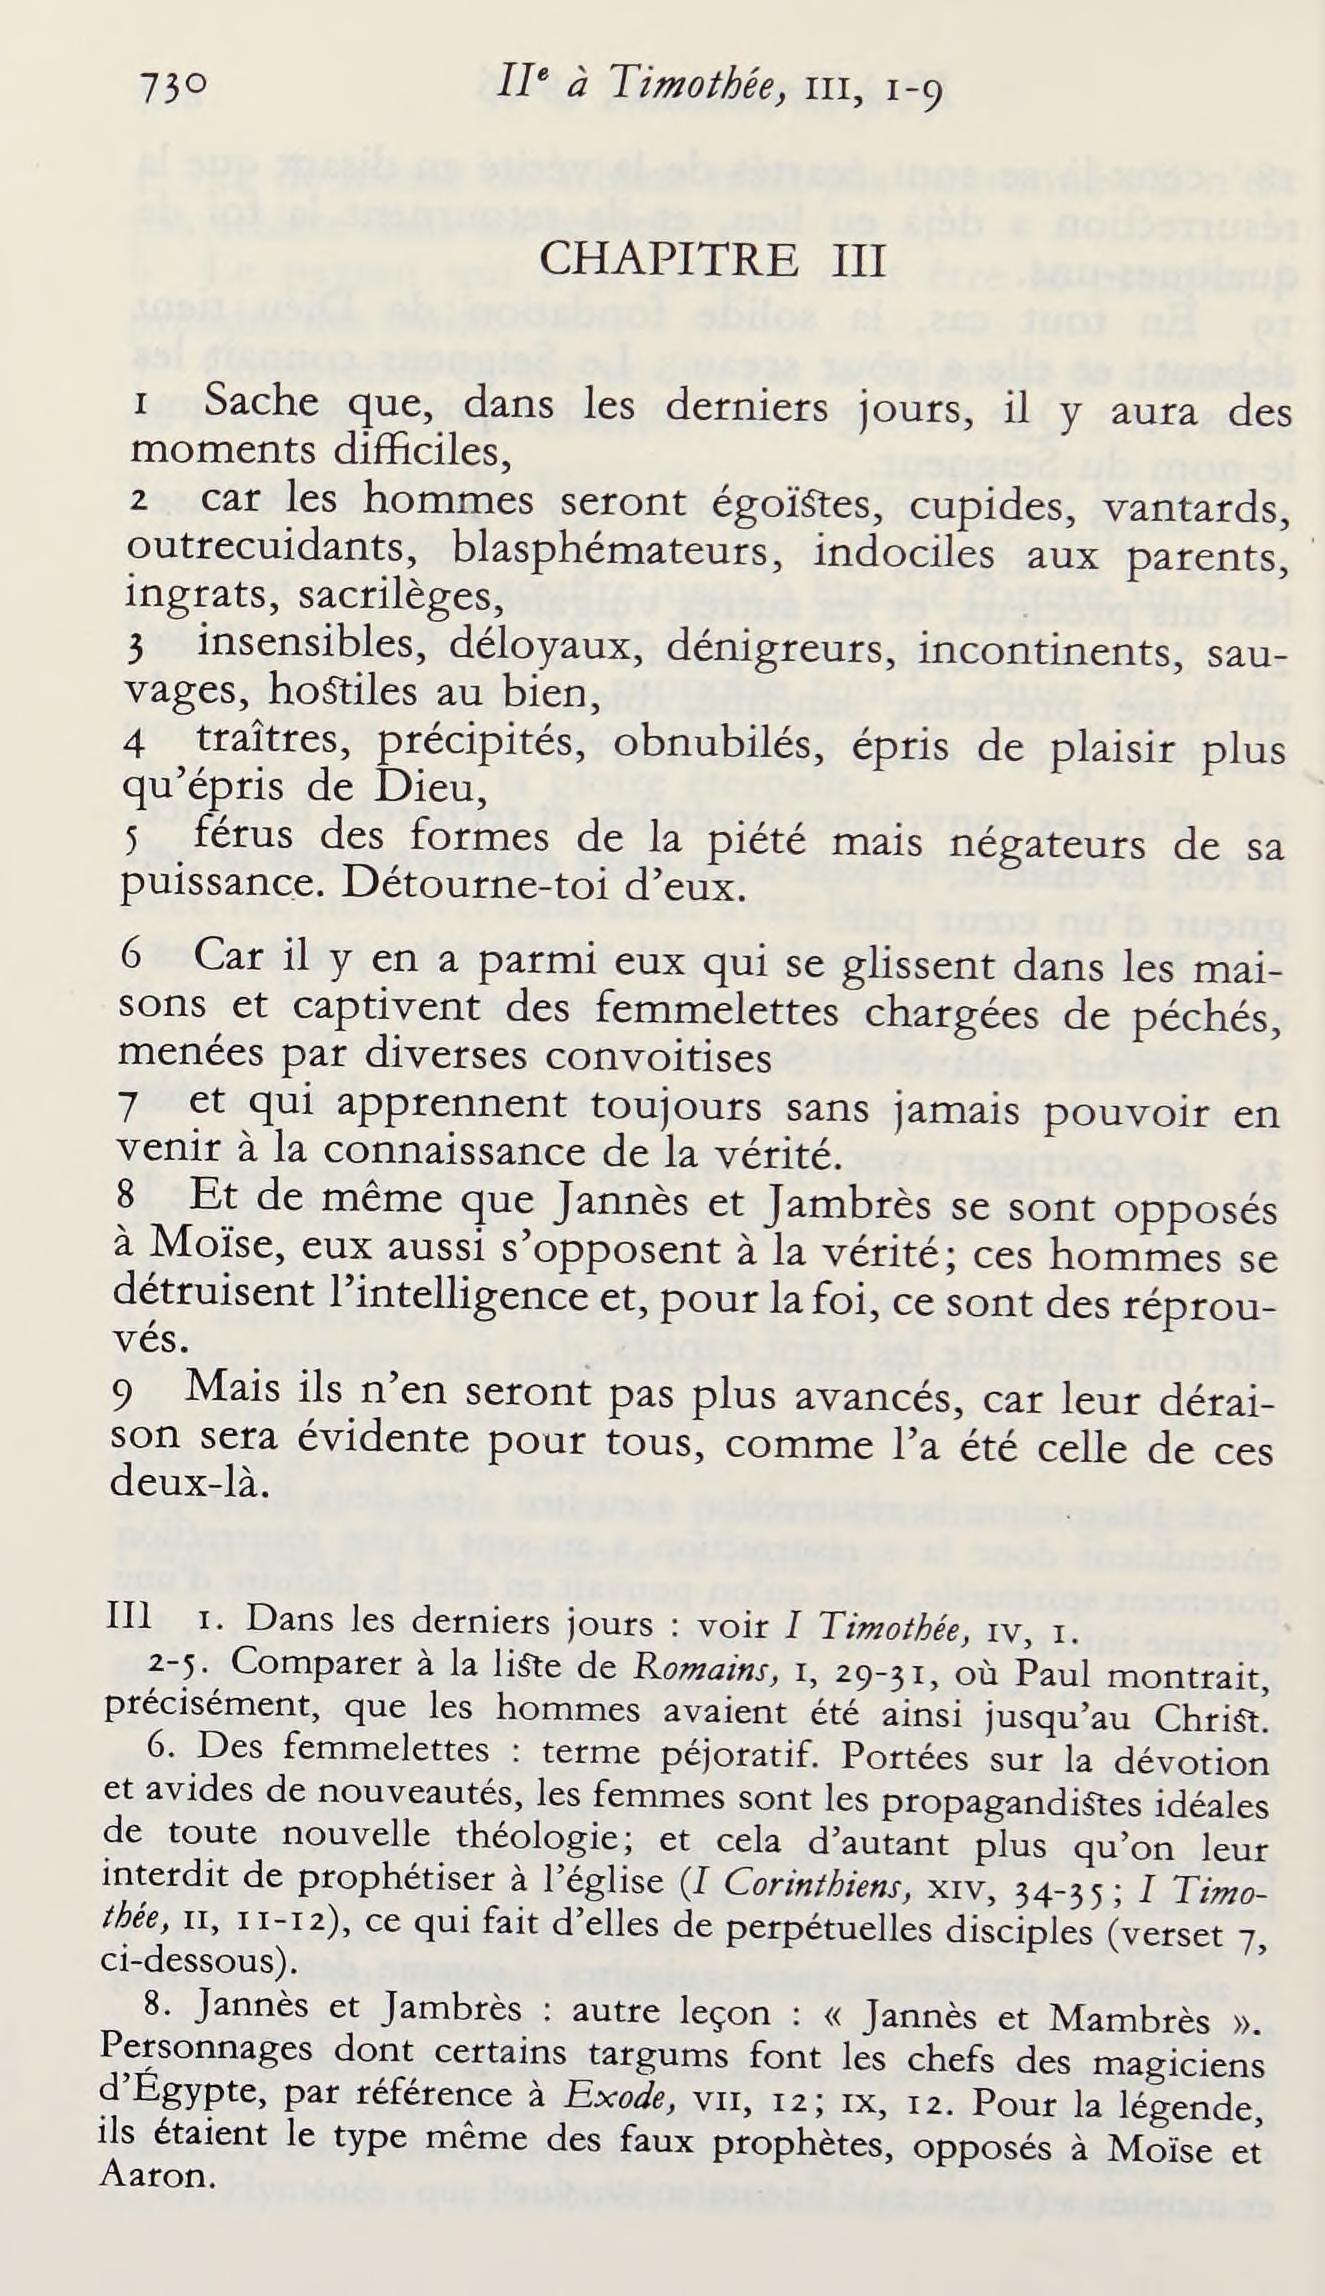 730 IIe à Timothée, III, 1-9
CHAPITRE III
1 Sache que, dans les derniers jours, il y aura des
moments difficiles,
2 car les hommes seront égoïstes, cupides, vantards,
outrecuidants, blasphémateurs, indociles aux parents,
ingrats, sacrilèges,
3 insensibles, déloyaux, dénigreurs, incontinents, sau-
vages, hostiles au bien,
4 traîtres, précipités, obnubilés, épris de plaisir plus
qu'épris de Dieu,
5 férus des formes de la piété mais négateurs de sa
puissance. Détourne-toi d'eux.
6 Car il y en a parmi eux qui se glissent dans les mai-
sons et captivent des femmelettes chargées de péchés,
menées par diverses convoitises
7 et qui apprennent toujours sans jamais pouvoir en
venir à la connaissance de la vérité.
8 Et de même que Jannès et Jambrès se sont opposés
à Moïse, eux aussi s'opposent à la vérité; ces hommes se
détruisent l'intelligence et, pour la foi, ce sont des réprou-
vés.
9 Mais ils n'en seront pas plus avancés, car leur dérai-
son sera évidente pour tous, comme l'a été celle de ces
deux-là.
III 1. Dans les derniers jours : voir I Timothée, IV, 1.
2-5. Comparer à la liste de Romains, I, 29-31, où Paul montrait,
précisément, que les hommes avaient été ainsi jusqu'au Christ.
6. Des femmelettes : terme péjoratif. Portées sur la dévotion
et avides de nouveautés, les femmes sont les propagandistes idéales
de toute nouvelle théologie; et cela d'autant plus qu'on leur
interdit de prophétiser à l'église (I Corinthiens, XIV, 34-35; I Timo-
thée, II, 11-12), ce qui fait d'elles de perpétuelles disciples (verset 7,
ci-dessous).
8. Jannès et Jambrès : autre leçon : « Jannès et Mambrès ».
Personnages dont certains targums font les chefs des magiciens
d'Égypte, par référence à Exode, VII, 12; IX, 12. Pour la légende,
ils étaient le type même des faux prophètes, opposés à Moïse et
Aaron.